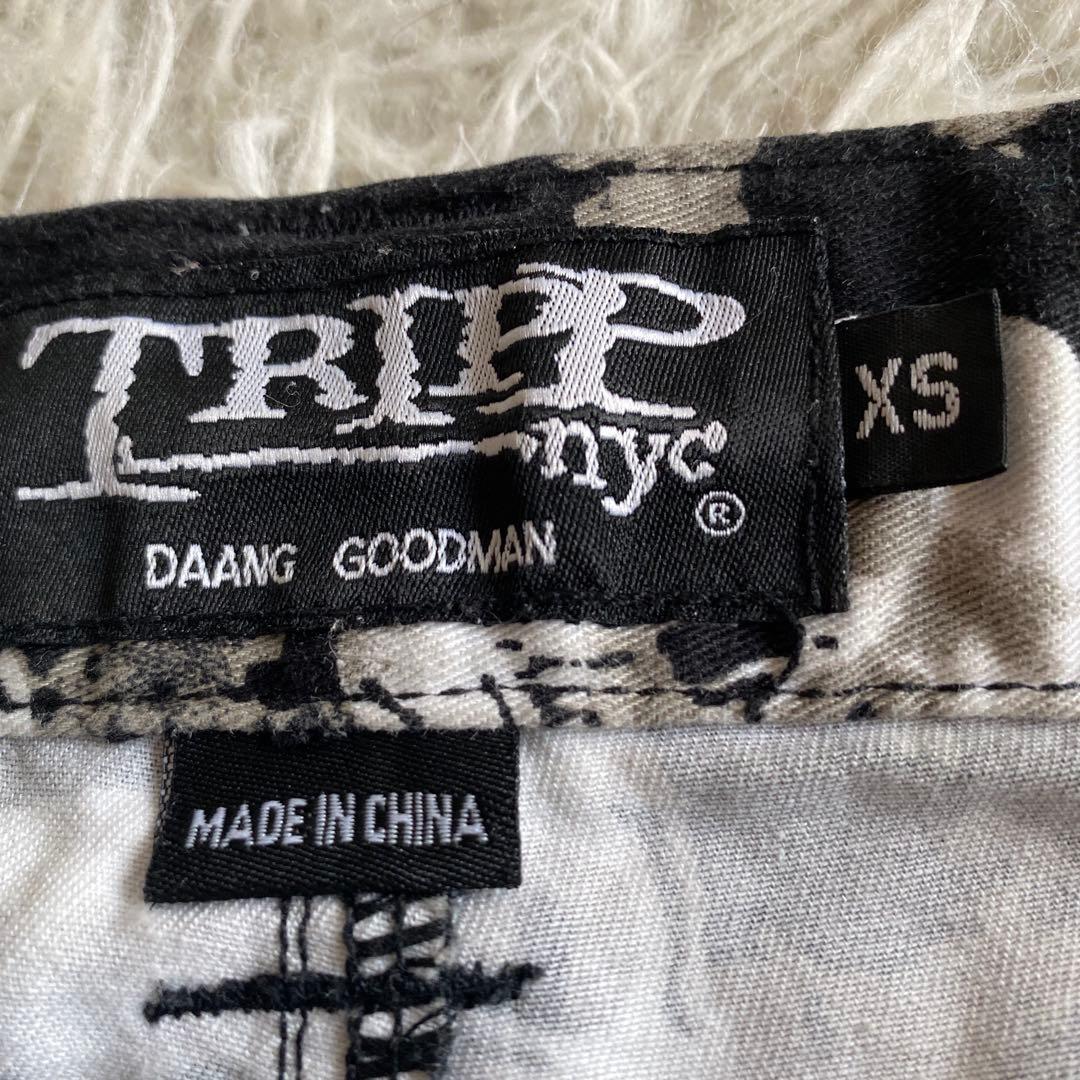 TRIPP
nyc
®
DAANG GOODMAN
XS
MADE IN CHINA